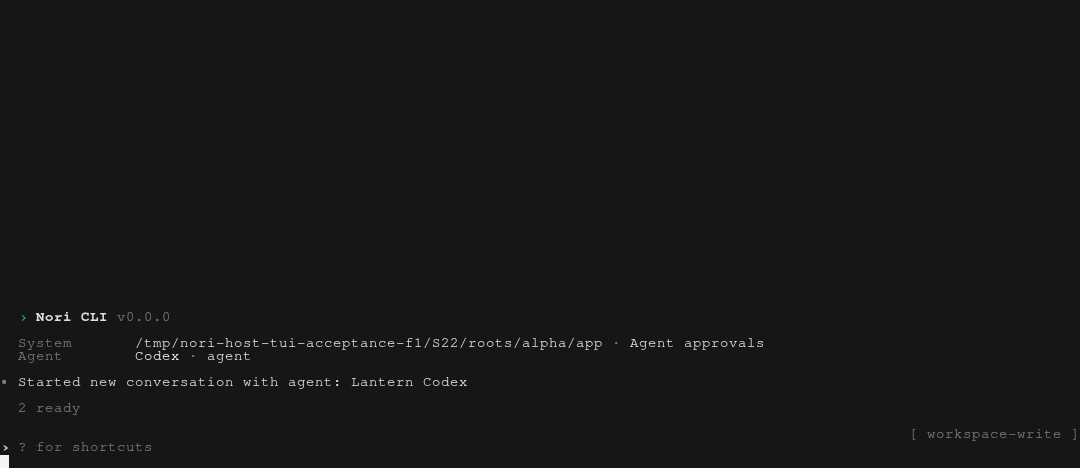 › Nori CLI v0.0.0
System /tmp/nori-host-tui-acceptance-f1/S22/roots/alpha/app · Agent approvals
Agent Codex · agent
• Started new conversation with agent: Lantern Codex
2 ready
[ workspace-write ]
› ? for shortcuts